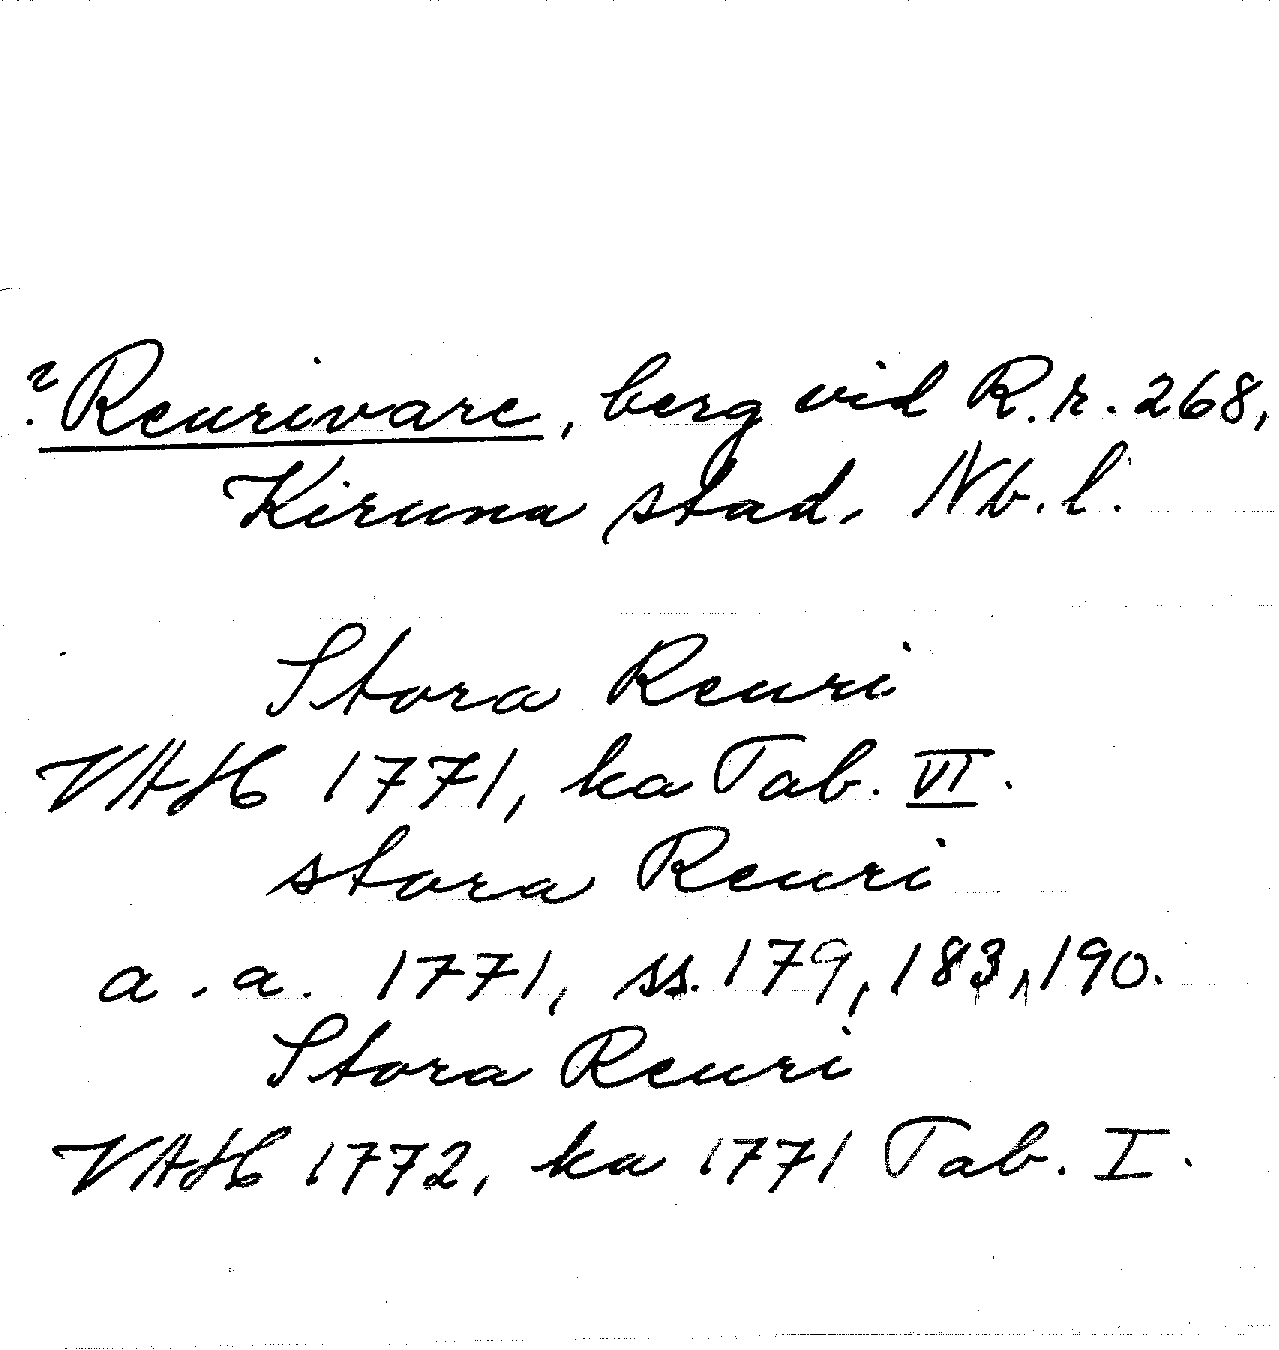 ?Reurivare, berg vid R.r. 268,
Kiruna stad, Nb. l.
Stora Reuri
VAH 1771, ka Tab. VI.
stora Reuri
a. a. 1771, ss. 179, 183, 190.
Stora Reuri
VAH 1772, ka 1771 Tab. I.